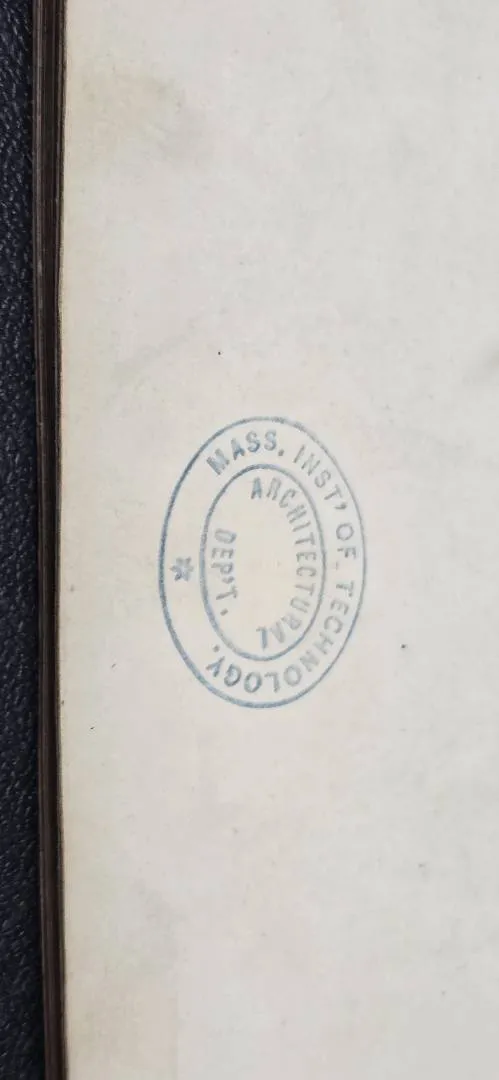 MASS. INST' OF. TECHNOLOGY.
ARCHITECTURAL
DEP'T.
*